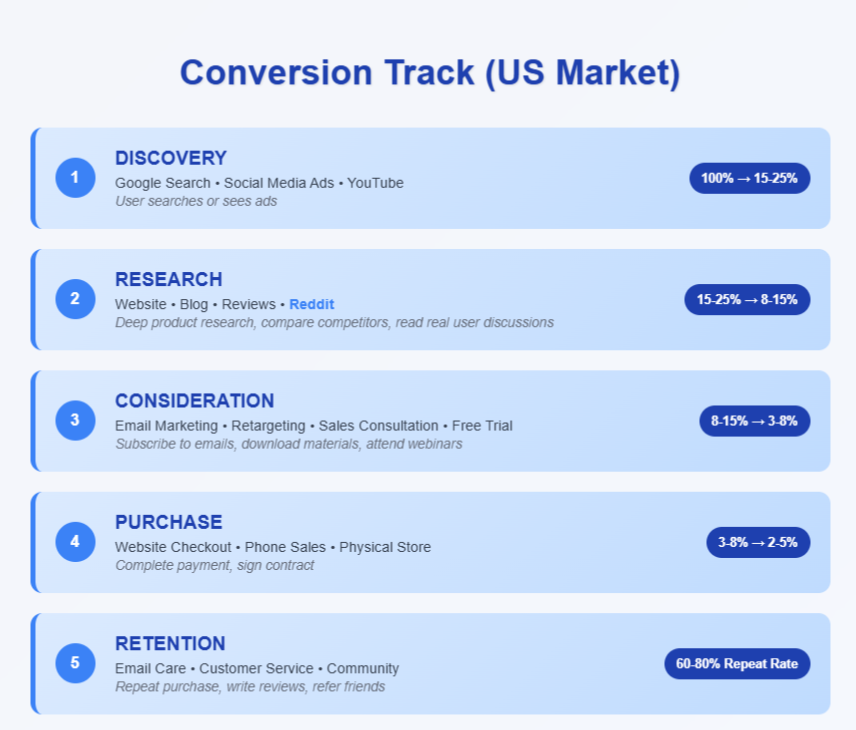 Conversion Track (US Market)
1
DISCOVERY
Google Search • Social Media Ads • YouTube
User searches or sees ads
100% → 15-25%
2
RESEARCH
Website • Blog • Reviews • Reddit
Deep product research, compare competitors, read real user discussions
15-25% → 8-15%
3
CONSIDERATION
Email Marketing • Retargeting • Sales Consultation • Free Trial
Subscribe to emails, download materials, attend webinars
8-15% → 3-8%
4
PURCHASE
Website Checkout • Phone Sales • Physical Store
Complete payment, sign contract
3-8% → 2-5%
5
RETENTION
Email Care • Customer Service • Community
Repeat purchase, write reviews, refer friends
60-80% Repeat Rate